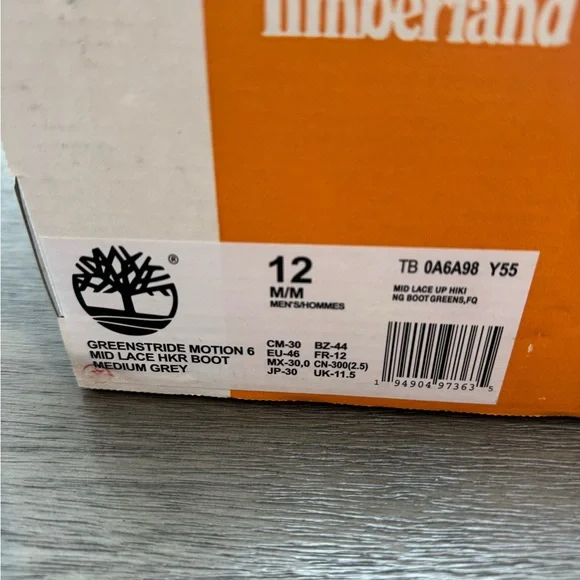 Timberland
®
12
M/M
MEN'S/HOMMES
TB 0A6A98 Y55
MID LACE UP HIKI
NG BOOT GREENS,FQ
GREENSTRIDE MOTION 6
MID LACE HKR BOOT
MEDIUM GREY
CM-30 BZ-44
EU-46 FR-12
MX-30,0 CN-300(2.5)
JP-30 UK-11.5
1 94904 97363 5